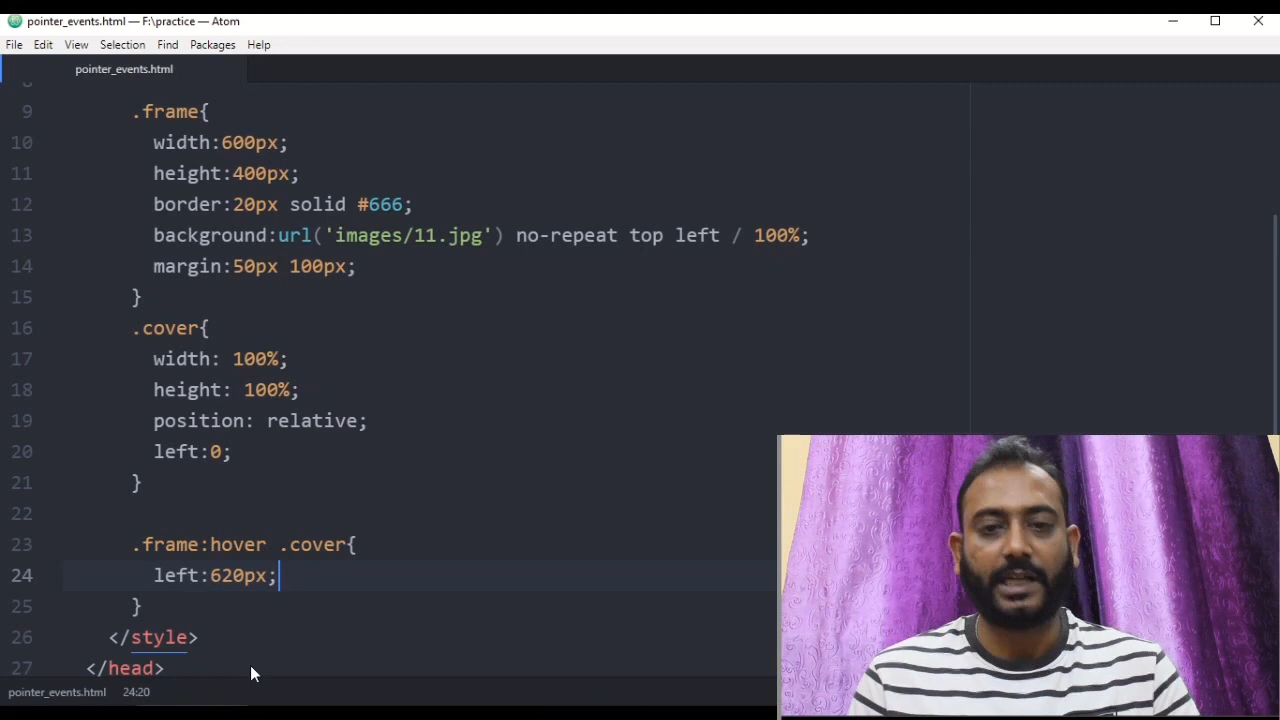 pointer_events.html — F:\practice — Atom
File Edit View Selection Find Packages Help
pointer_events.html
9 .frame{
10 width:600px;
11 height:400px;
12 border:20px solid #666;
13 background:url('images/11.jpg') no-repeat top left / 100%;
14 margin:50px 100px;
15 }
16 .cover{
17 width: 100%;
18 height: 100%;
19 position: relative;
20 left:0;
21 }
22
23 .frame:hover .cover{
24 left:620px;
25 }
26 </style>
27 </head>
pointer_events.html 24:20